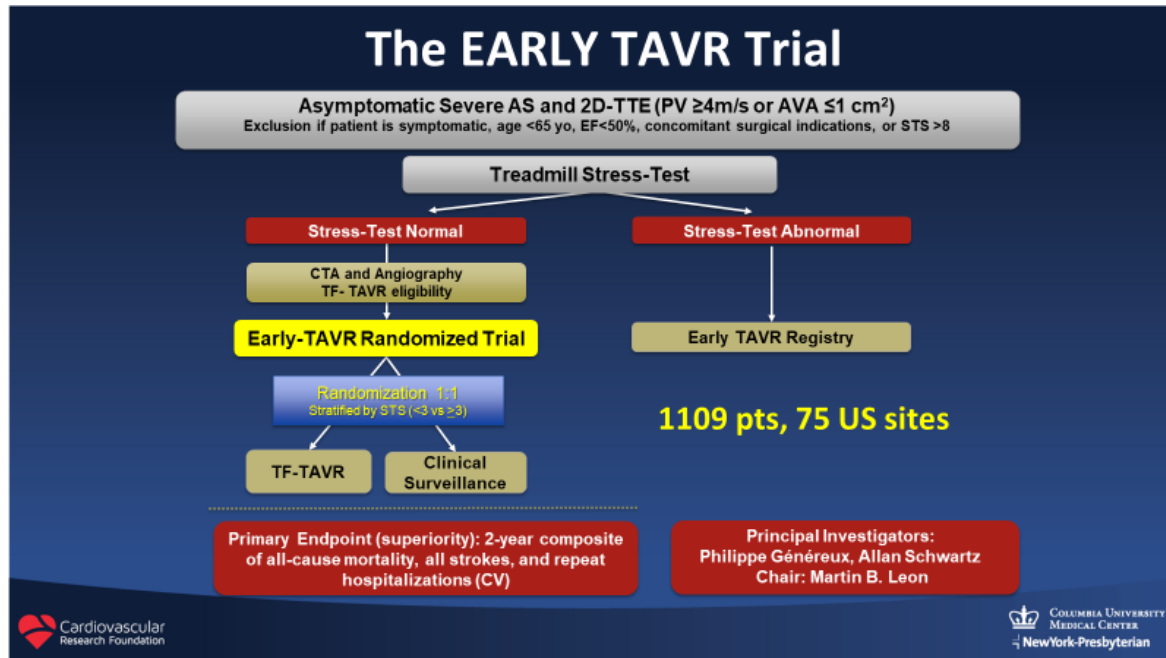 The EARLY TAVR Trial
Asymptomatic Severe AS and 2D-TTE (PV ≥4m/s or AVA ≤1 cm²)
Exclusion if patient is symptomatic, age <65 yo, EF<50%, concomitant surgical indications, or STS >8
Treadmill Stress-Test
Stress-Test Normal
Stress-Test Abnormal
CTA and Angiography
TF- TAVR eligibility
Early-TAVR Randomized Trial
Early TAVR Registry
Randomization 1:1
Stratified by STS (<3 vs ≥3)
1109 pts, 75 US sites
TF-TAVR
Clinical
Surveillance
Primary Endpoint (superiority): 2-year composite
of all-cause mortality, all strokes, and repeat
hospitalizations (CV)
Principal Investigators:
Philippe Généreux, Allan Schwartz
Chair: Martin B. Leon
Cardiovascular
Research Foundation
COLUMBIA UNIVERSITY
MEDICAL CENTER
NewYork-Presbyterian